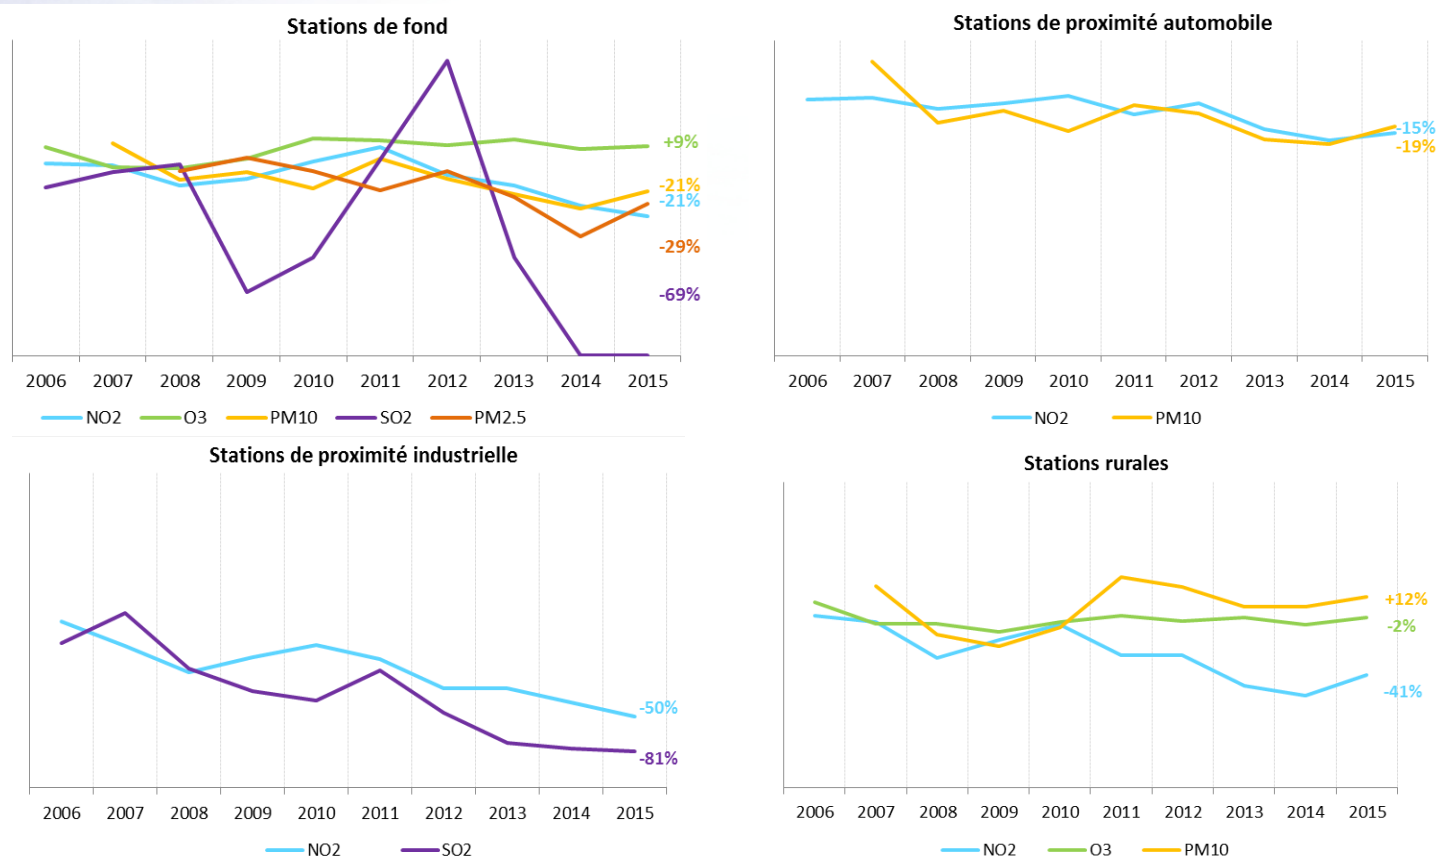 Stations de fond
+9%
-21%
-21%
-29%
-69%
2006 2007 2008 2009 2010 2011 2012 2013 2014 2015
NO2 O3 PM10 SO2 PM2.5
Stations de proximité automobile
-15%
-19%
2006 2007 2008 2009 2010 2011 2012 2013 2014 2015
NO2 PM10
Stations de proximité industrielle
-50%
-81%
2006 2007 2008 2009 2010 2011 2012 2013 2014 2015
NO2 SO2
Stations rurales
+12%
-2%
-41%
2006 2007 2008 2009 2010 2011 2012 2013 2014 2015
NO2 O3 PM10